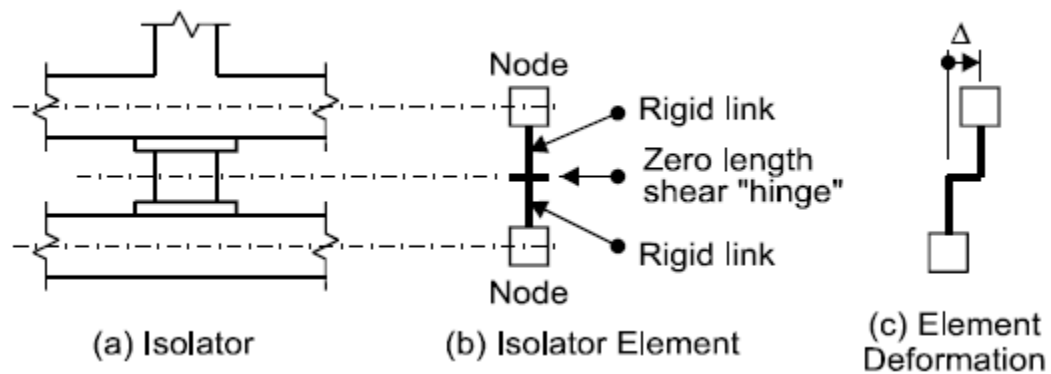 Node
Rigid link
Zero length
shear "hinge"
Rigid link
Node
Δ
(a) Isolator
(b) Isolator Element
(c) Element
Deformation